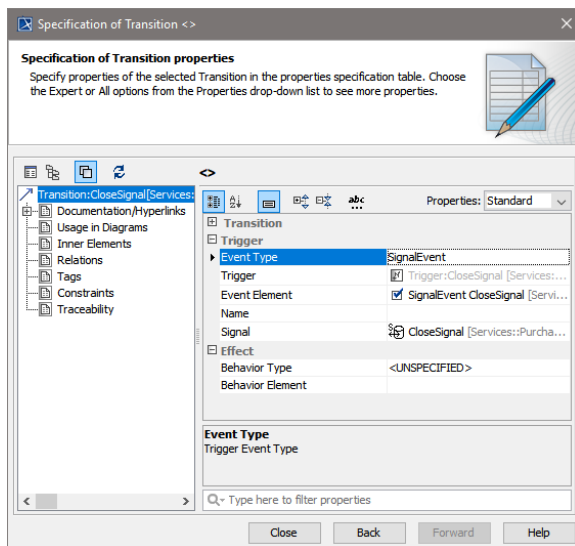 Specification of Transition <>
Specification of Transition properties
Specify properties of the selected Transition in the properties specification table. Choose
the Expert or All options from the Properties drop-down list to see more properties.
<>
Transition:CloseSignal[Services:
Documentation/Hyperlinks
Usage in Diagrams
Inner Elements
Relations
Tags
Constraints
Traceability
abc Properties: Standard
Transition
Trigger
Event Type SignalEvent
Trigger Trigger:CloseSignal [Services:...
Event Element SignalEvent CloseSignal [Servi...
Name
Signal CloseSignal [Services::Purcha...
Effect
Behavior Type <UNSPECIFIED>
Behavior Element
Event Type
Trigger Event Type
Type here to filter properties
Close Back Forward Help